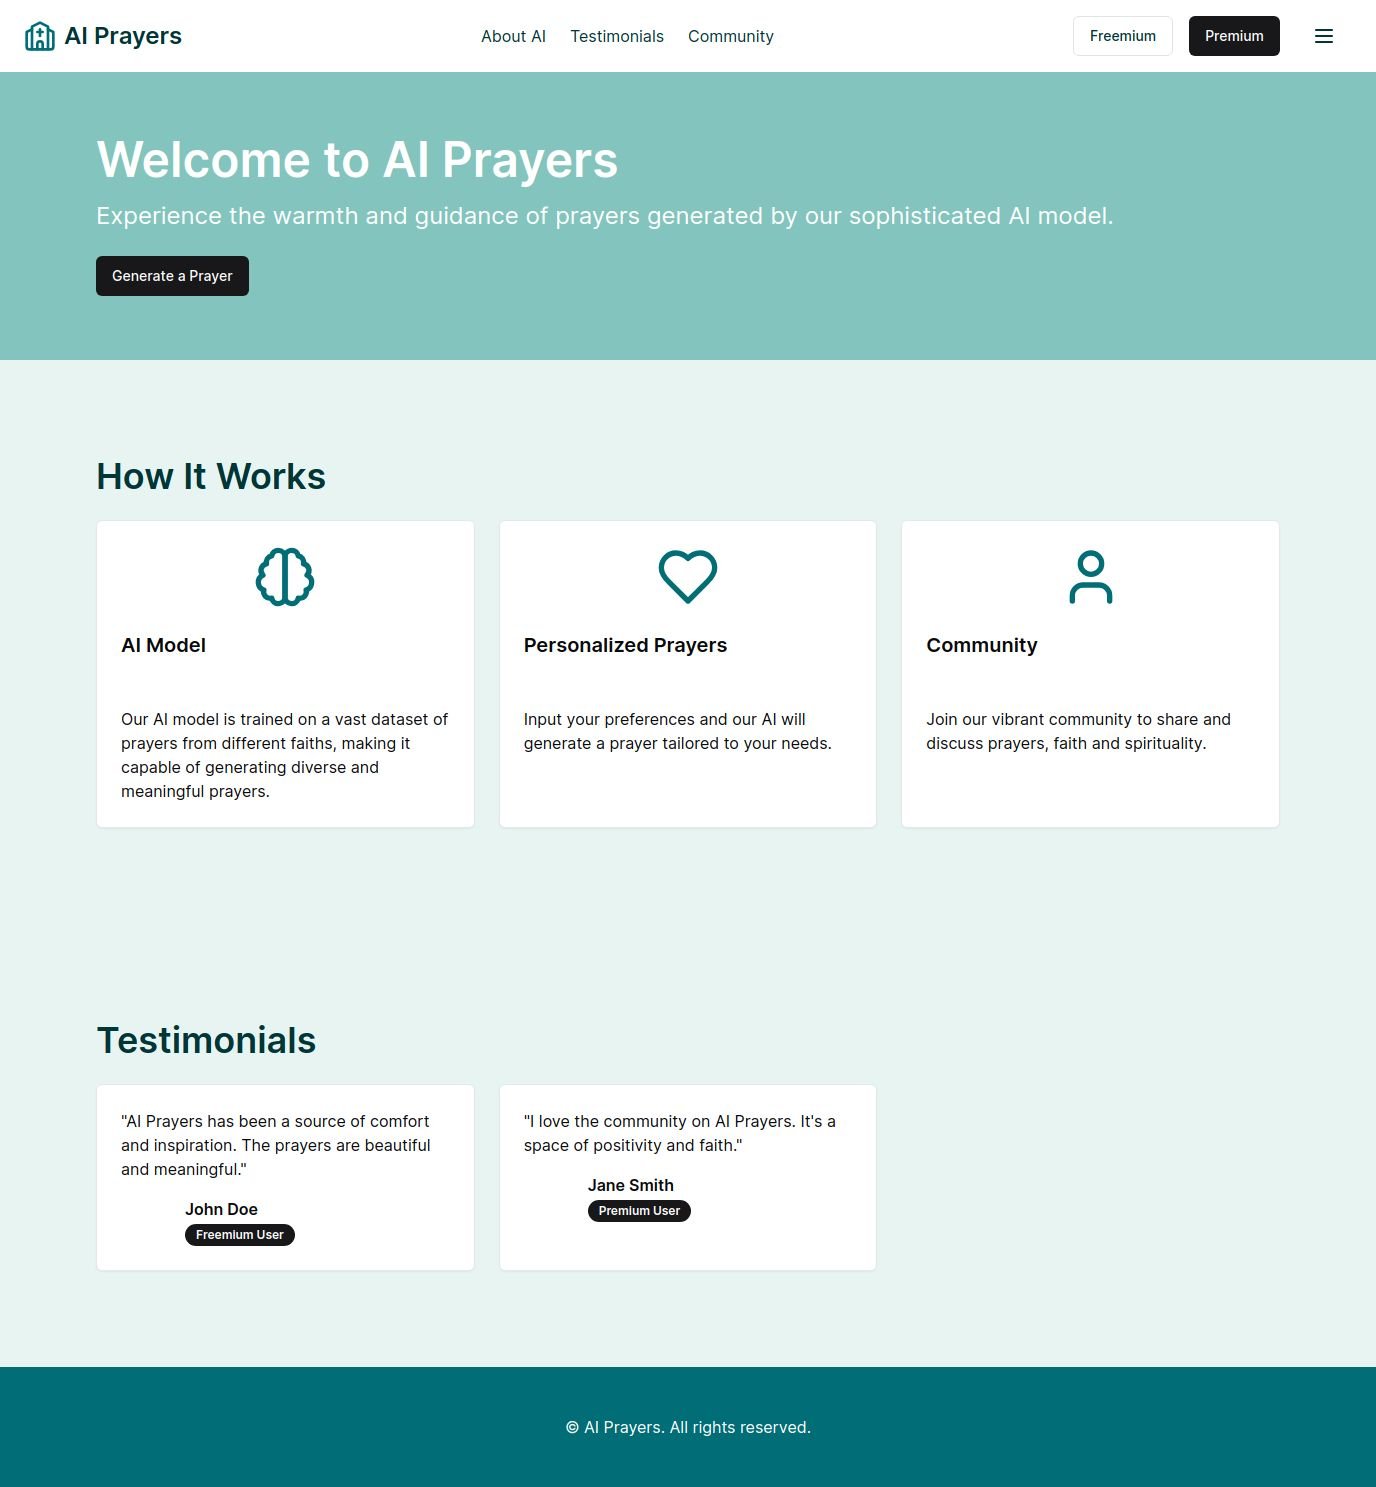 AI Prayers
About AI
Testimonials
Community
Freemium
Premium
Welcome to AI Prayers
Experience the warmth and guidance of prayers generated by our sophisticated AI model.
Generate a Prayer
How It Works
AI Model
Our AI model is trained on a vast dataset of
prayers from different faiths, making it
capable of generating diverse and
meaningful prayers.
Personalized Prayers
Input your preferences and our AI will
generate a prayer tailored to your needs.
Community
Join our vibrant community to share and
discuss prayers, faith and spirituality.
Testimonials
"AI Prayers has been a source of comfort
and inspiration. The prayers are beautiful
and meaningful."
John Doe
Freemium User
"I love the community on AI Prayers. It's a
space of positivity and faith."
Jane Smith
Premium User
© AI Prayers. All rights reserved.